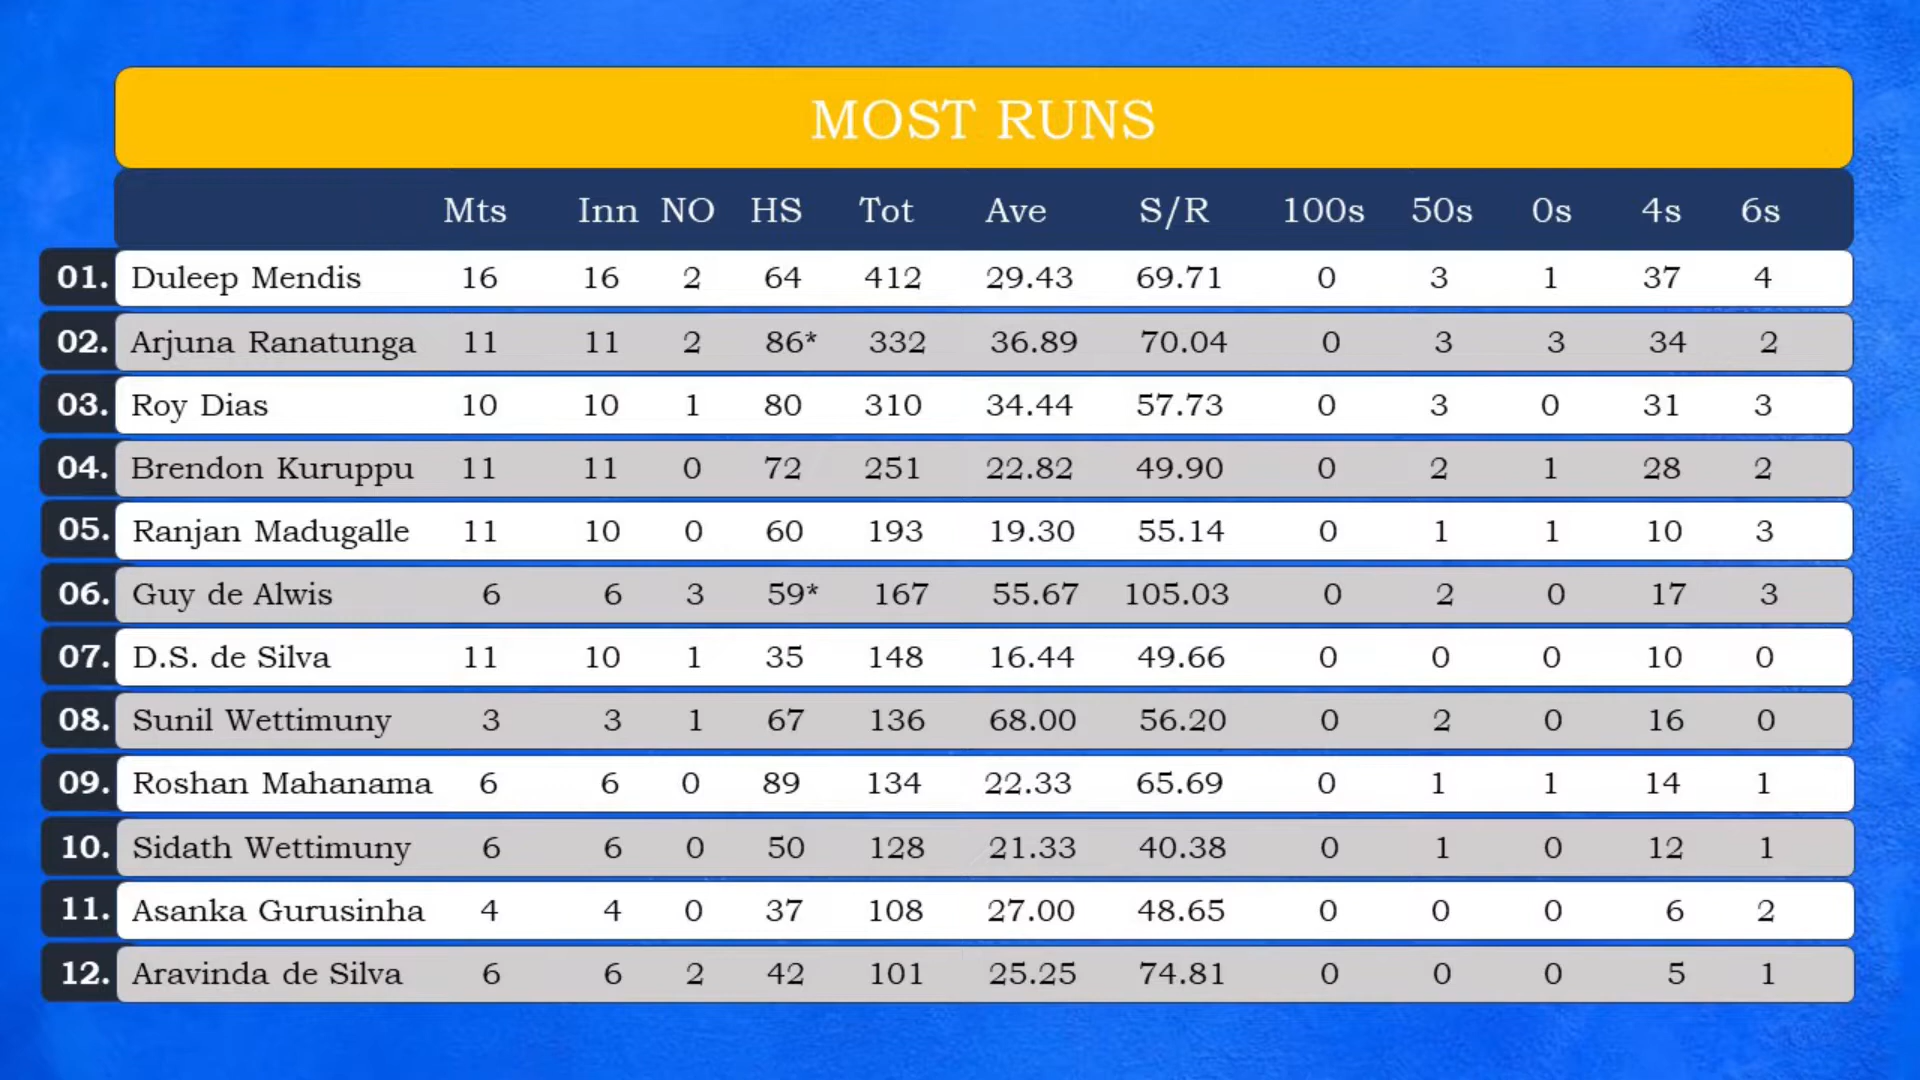 MOST RUNS
Mts Inn NO HS Tot Ave S/R 100s 50s 0s 4s 6s
01. Duleep Mendis 16 16 2 64 412 29.43 69.71 0 3 1 37 4
02. Arjuna Ranatunga 11 11 2 86* 332 36.89 70.04 0 3 3 34 2
03. Roy Dias 10 10 1 80 310 34.44 57.73 0 3 0 31 3
04. Brendon Kuruppu 11 11 0 72 251 22.82 49.90 0 2 1 28 2
05. Ranjan Madugalle 11 10 0 60 193 19.30 55.14 0 1 1 10 3
06. Guy de Alwis 6 6 3 59* 167 55.67 105.03 0 2 0 17 3
07. D.S. de Silva 11 10 1 35 148 16.44 49.66 0 0 0 10 0
08. Sunil Wettimuny 3 3 1 67 136 68.00 56.20 0 2 0 16 0
09. Roshan Mahanama 6 6 0 89 134 22.33 65.69 0 1 1 14 1
10. Sidath Wettimuny 6 6 0 50 128 21.33 40.38 0 1 0 12 1
11. Asanka Gurusinha 4 4 0 37 108 27.00 48.65 0 0 0 6 2
12. Aravinda de Silva 6 6 2 42 101 25.25 74.81 0 0 0 5 1